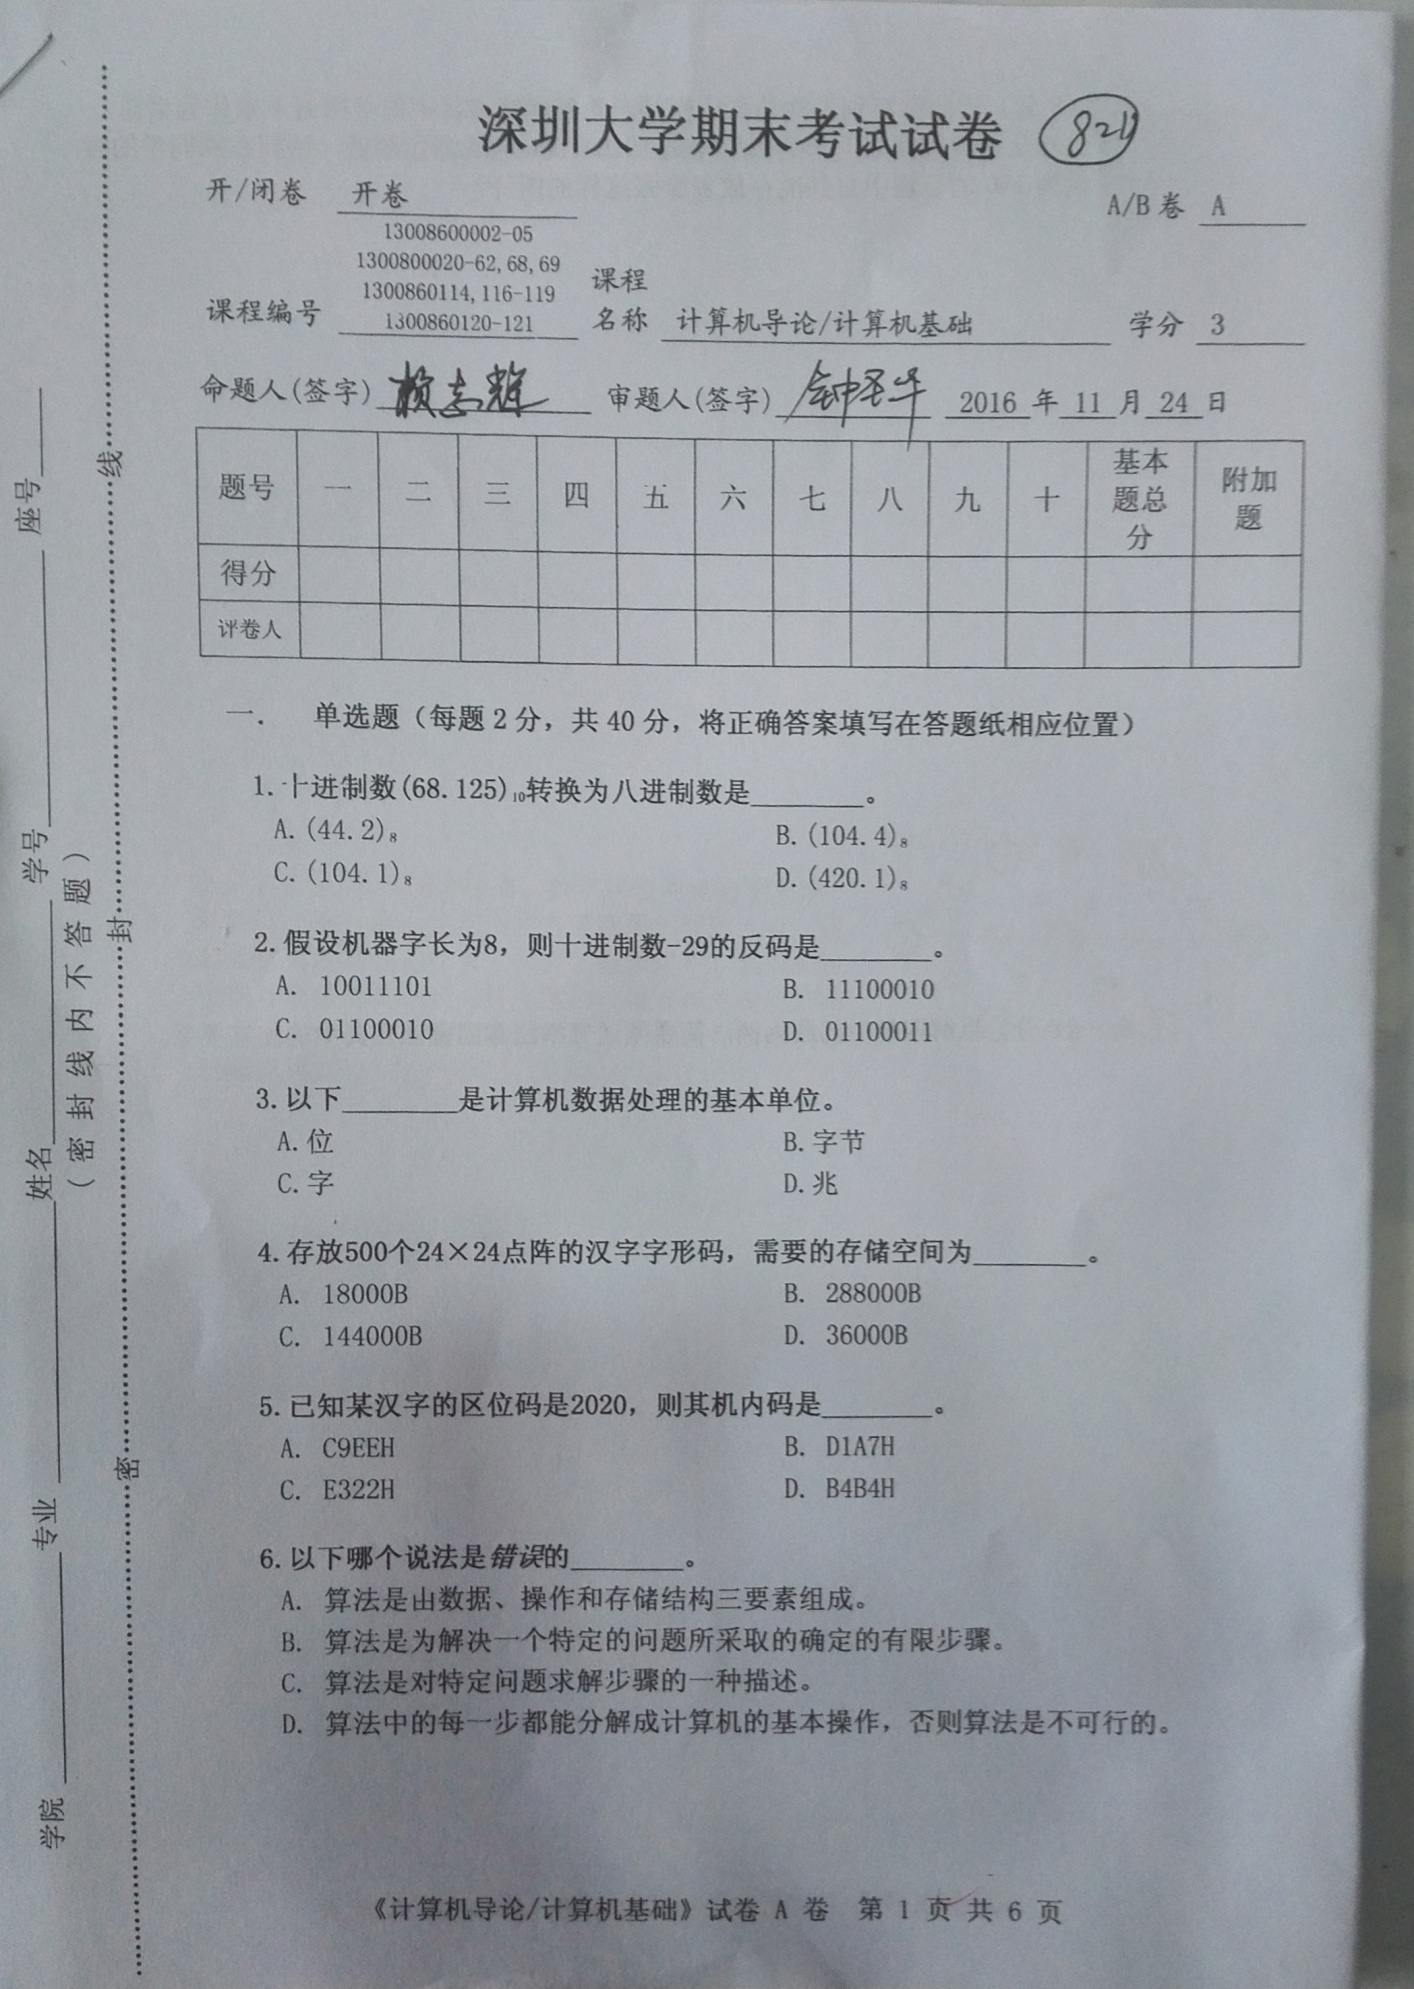 深圳大学期末考试试卷 821
开/闭卷 开卷 A/B卷 A
13008600002-05
1300800020-62,68,69
1300860114,116-119
课程编号 1300860120-121 课程名称 计算机导论/计算机基础 学分 3
命题人(签字) 赖志辉 审题人(签字) 钟圣华 2016 年 11 月 24 日
题号 一 二 三 四 五 六 七 八 九 十 基本题总分 附加题
得分
评卷人
一. 单选题（每题2分，共40分，将正确答案填写在答题纸相应位置）
1.十进制数(68.125)₁₀转换为八进制数是________。
A.(44.2)₈ B.(104.4)₈
C.(104.1)₈ D.(420.1)₈
2.假设机器字长为8，则十进制数-29的反码是________。
A. 10011101 B. 11100010
C. 01100010 D. 01100011
3.以下________是计算机数据处理的基本单位。
A.位 B.字节
C.字 D.兆
4.存放500个24×24点阵的汉字字形码，需要的存储空间为________。
A. 18000B B. 288000B
C. 144000B D. 36000B
5.已知某汉字的区位码是2020，则其机内码是________。
A. C9EEH B. D1A7H
C. E322H D. B4B4H
6.以下哪个说法是错误的________。
A. 算法是由数据、操作和存储结构三要素组成。
B. 算法是为解决一个特定的问题所采取的确定的有限步骤。
C. 算法是对特定问题求解步骤的一种描述。
D. 算法中的每一步都能分解成计算机的基本操作，否则算法是不可行的。
《计算机导论/计算机基础》试卷 A 卷 第 1 页 共 6 页
学院 专业 姓名 学号 座号
（密封线内不答题）
密 封 线